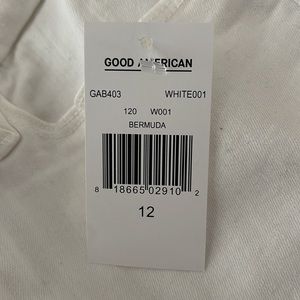 GOOD AMERICAN
GAB403 WHITE001
120 W001
BERMUDA
8 18665 02910 2
12